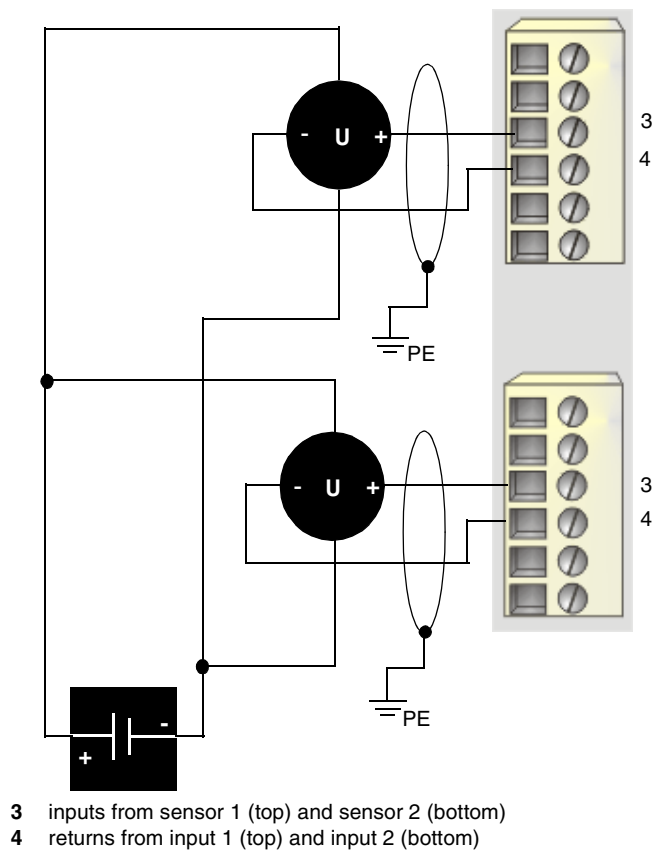 3
- U +
4
PE
- U +
3
4
PE
-
+
3 inputs from sensor 1 (top) and sensor 2 (bottom)
4 returns from input 1 (top) and input 2 (bottom)